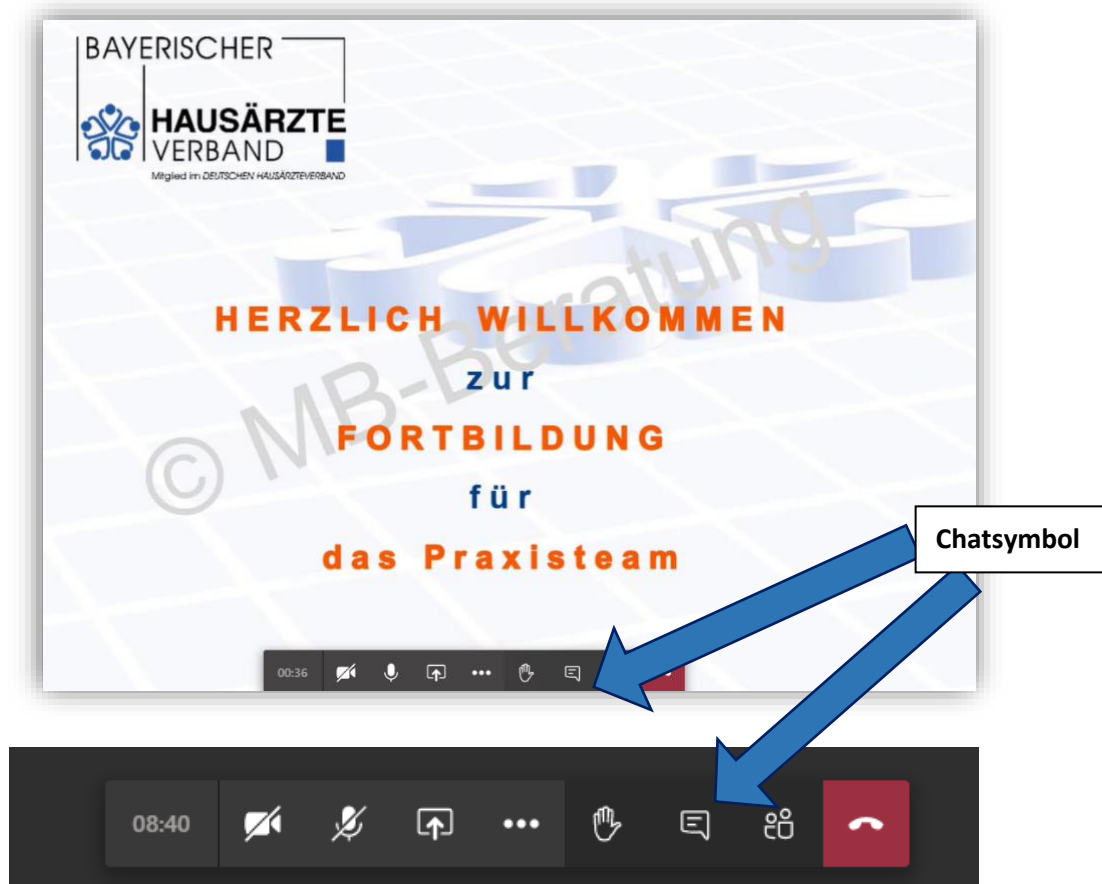 BAYERISCHER
HAUSÄRZTE
VERBAND
Mitglied im DEUTSCHEN HAUSÄRZTEVERBAND
© MB-Beratung
HERZLICH WILLKOMMEN
zur
FORTBILDUNG
für
das Praxisteam
Chatsymbol
00:36
08:40